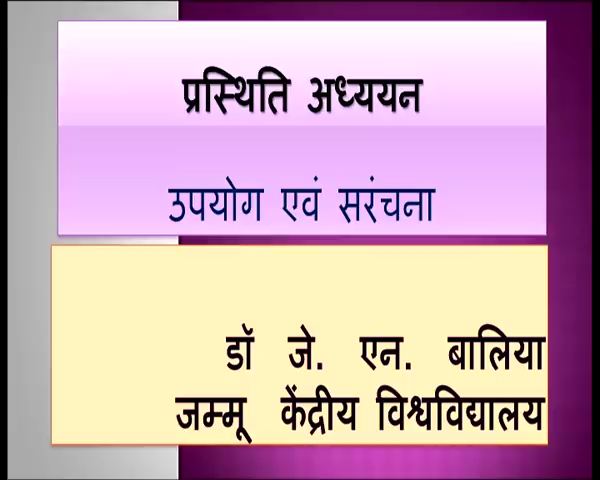 प्रस्थिति अध्ययन
उपयोग एवं सरंचना
डॉ जे. एन. बालिया
जम्मू केंद्रीय विश्वविद्यालय